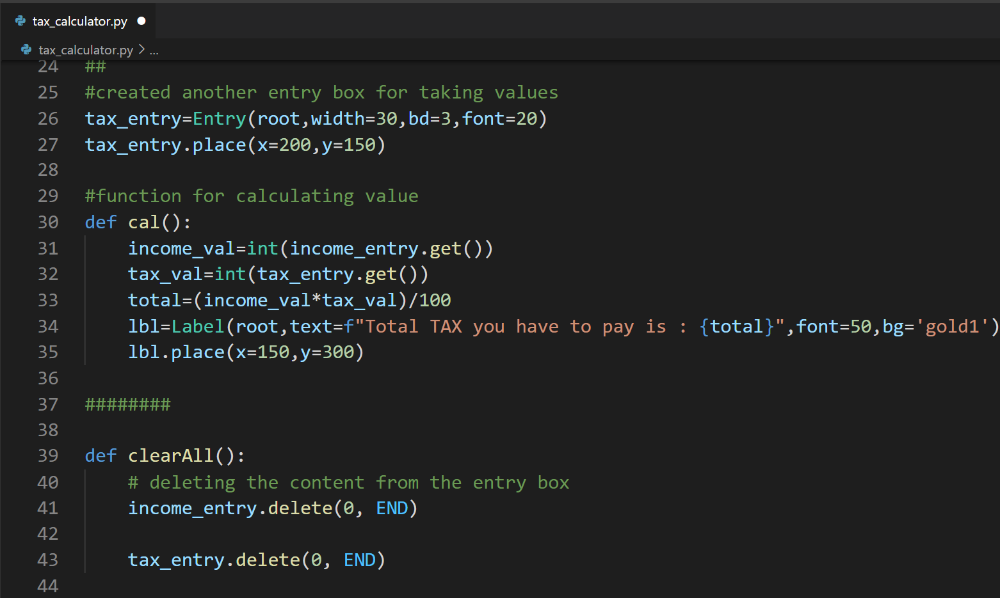 tax_calculator.py ●
tax_calculator.py > ...
24 ##
25 #created another entry box for taking values
26 tax_entry=Entry(root,width=30,bd=3,font=20)
27 tax_entry.place(x=200,y=150)
28
29 #function for calculating value
30 def cal():
31     income_val=int(income_entry.get())
32     tax_val=int(tax_entry.get())
33     total=(income_val*tax_val)/100
34     lbl=Label(root,text=f"Total TAX you have to pay is : {total}",font=50,bg='gold1')
35     lbl.place(x=150,y=300)
36
37 ########
38
39 def clearAll():
40     # deleting the content from the entry box
41     income_entry.delete(0, END)
42
43     tax_entry.delete(0, END)
44